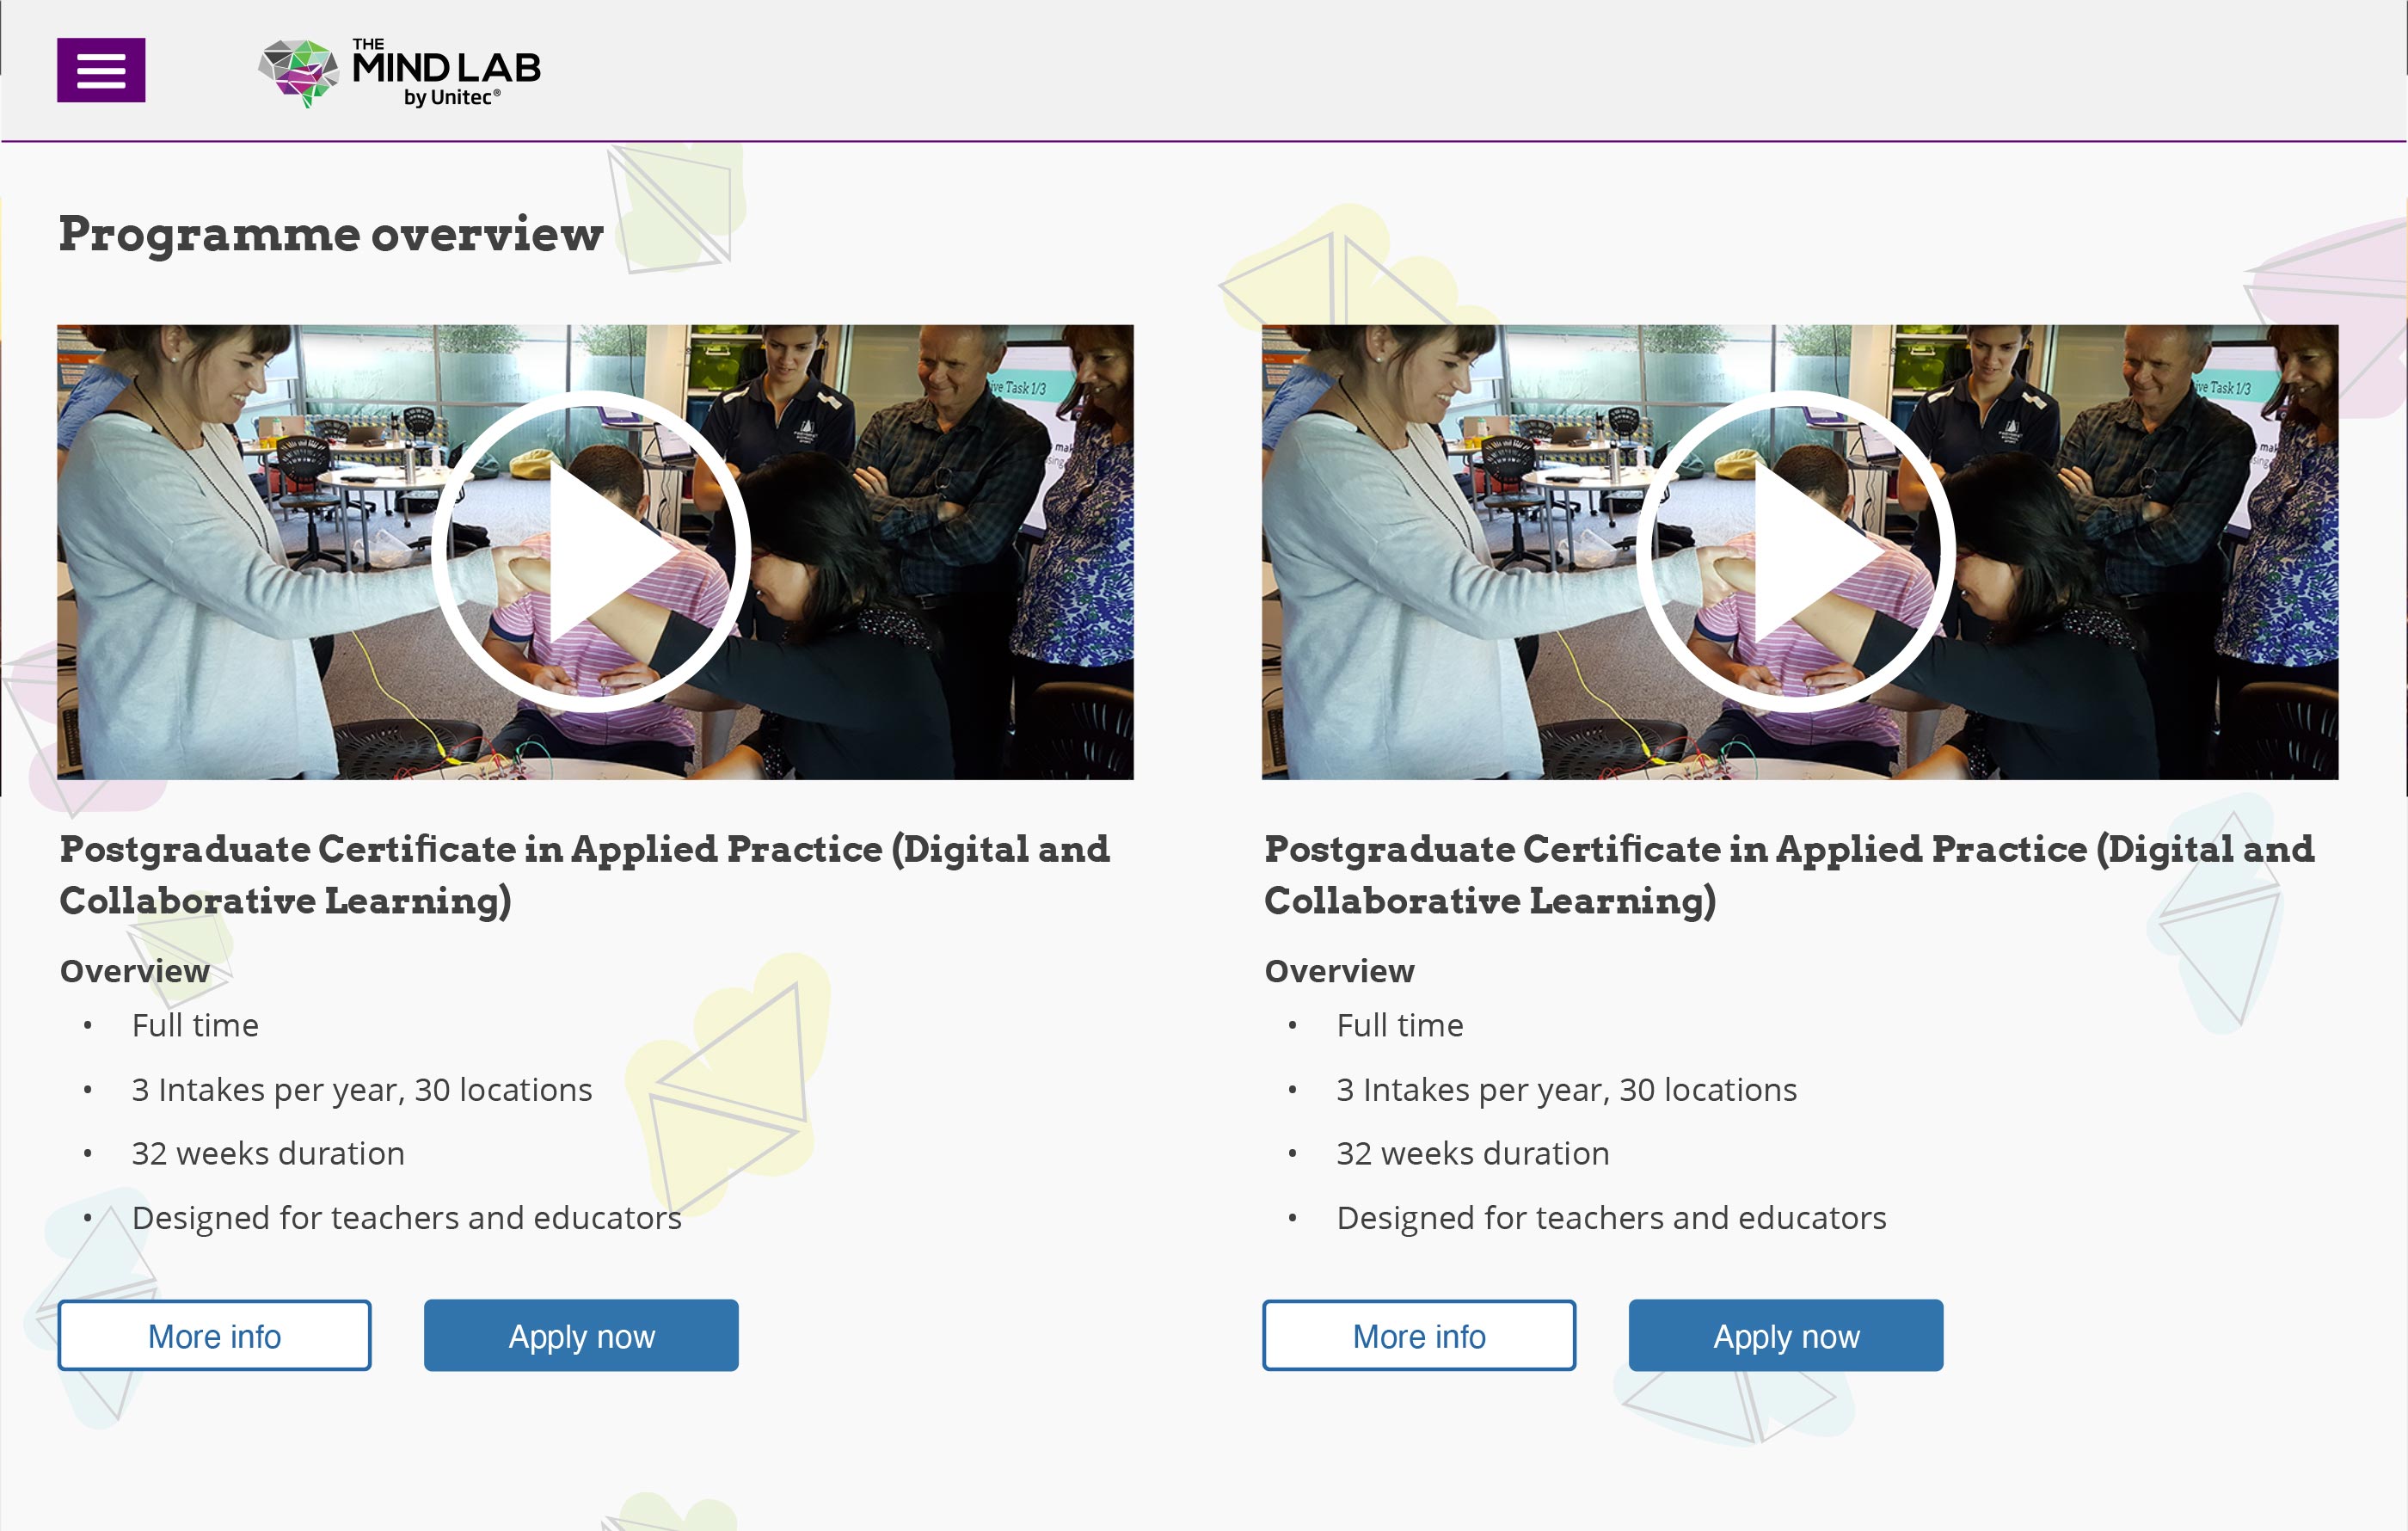 THE
MIND LAB
by Unitec®
Programme overview
ive Task 1/3
ive Task 1/3
Postgraduate Certificate in Applied Practice (Digital and
Collaborative Learning)
Overview
• Full time
• 3 Intakes per year, 30 locations
• 32 weeks duration
• Designed for teachers and educators
More info
Apply now
Postgraduate Certificate in Applied Practice (Digital and
Collaborative Learning)
Overview
• Full time
• 3 Intakes per year, 30 locations
• 32 weeks duration
• Designed for teachers and educators
More info
Apply now